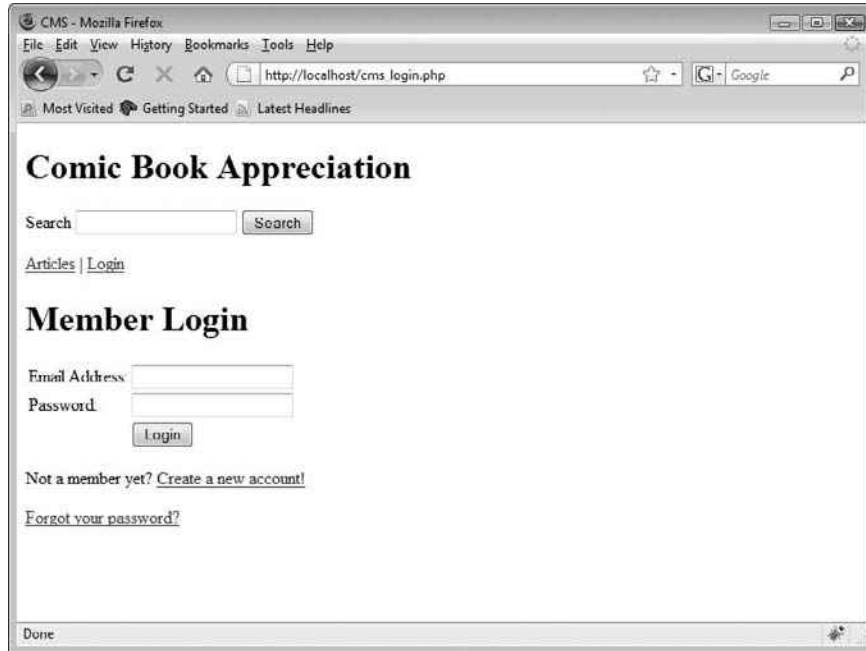 CMS - Mozilla Firefox
File Edit View History Bookmarks Tools Help
http://localhost/cms_login.php
G Google
Most Visited Getting Started Latest Headlines
Comic Book Appreciation
Search Search
Articles | Login
Member Login
Email Address:
Password:
Login
Not a member yet? Create a new account!
Forgot your password?
Done